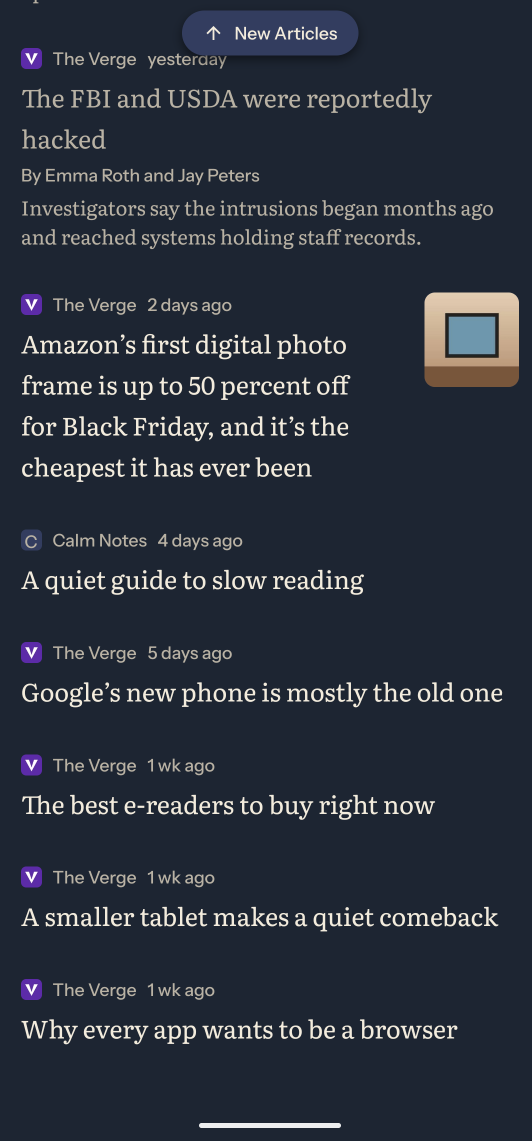 New Articles
The Verge yesterday
The FBI and USDA were reportedly
hacked
By Emma Roth and Jay Peters
Investigators say the intrusions began months ago
and reached systems holding staff records.
The Verge 2 days ago
Amazon’s first digital photo
frame is up to 50 percent off
for Black Friday, and it’s the
cheapest it has ever been
C Calm Notes 4 days ago
A quiet guide to slow reading
The Verge 5 days ago
Google’s new phone is mostly the old one
The Verge 1 wk ago
The best e-readers to buy right now
The Verge 1 wk ago
A smaller tablet makes a quiet comeback
The Verge 1 wk ago
Why every app wants to be a browser